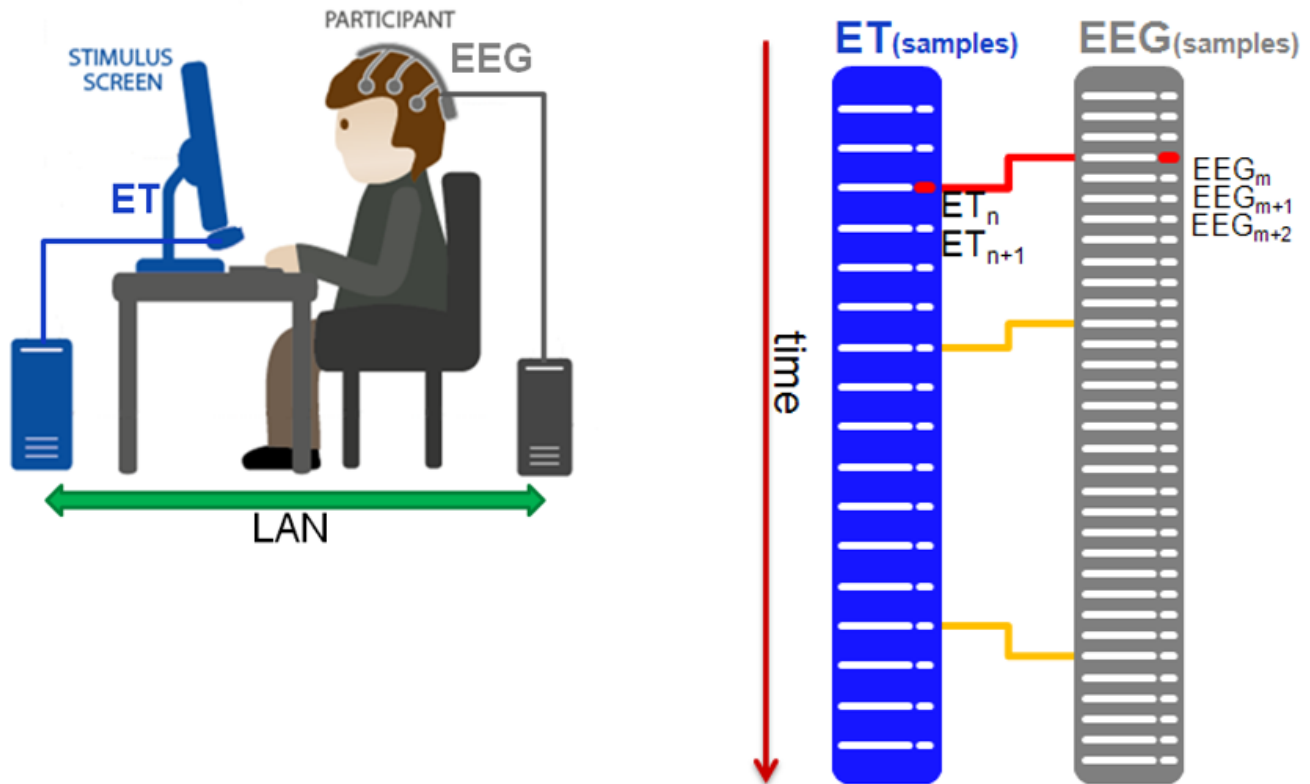 PARTICIPANT
EEG
STIMULUS
SCREEN
ET
LAN
time
ET(samples)
EEG(samples)
ETn
ETn+1
EEGm
EEGm+1
EEGm+2